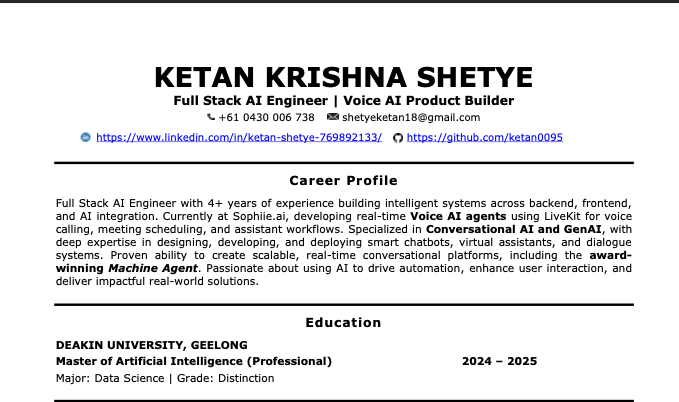 KETAN KRISHNA SHETYE
Full Stack AI Engineer | Voice AI Product Builder
+61 0430 006 738 shetyeketan18@gmail.com
https://www.linkedin.com/in/ketan-shetye-769892133/ https://github.com/ketan0095
Career Profile
Full Stack AI Engineer with 4+ years of experience building intelligent systems across backend, frontend,
and AI integration. Currently at Sophiie.ai, developing real-time Voice AI agents using LiveKit for voice
calling, meeting scheduling, and assistant workflows. Specialized in Conversational AI and GenAI, with
deep expertise in designing, developing, and deploying smart chatbots, virtual assistants, and dialogue
systems. Proven ability to create scalable, real-time conversational platforms, including the award-
winning Machine Agent. Passionate about using AI to drive automation, enhance user interaction, and
deliver impactful real-world solutions.
Education
DEAKIN UNIVERSITY, GEELONG
Master of Artificial Intelligence (Professional) 2024 – 2025
Major: Data Science | Grade: Distinction